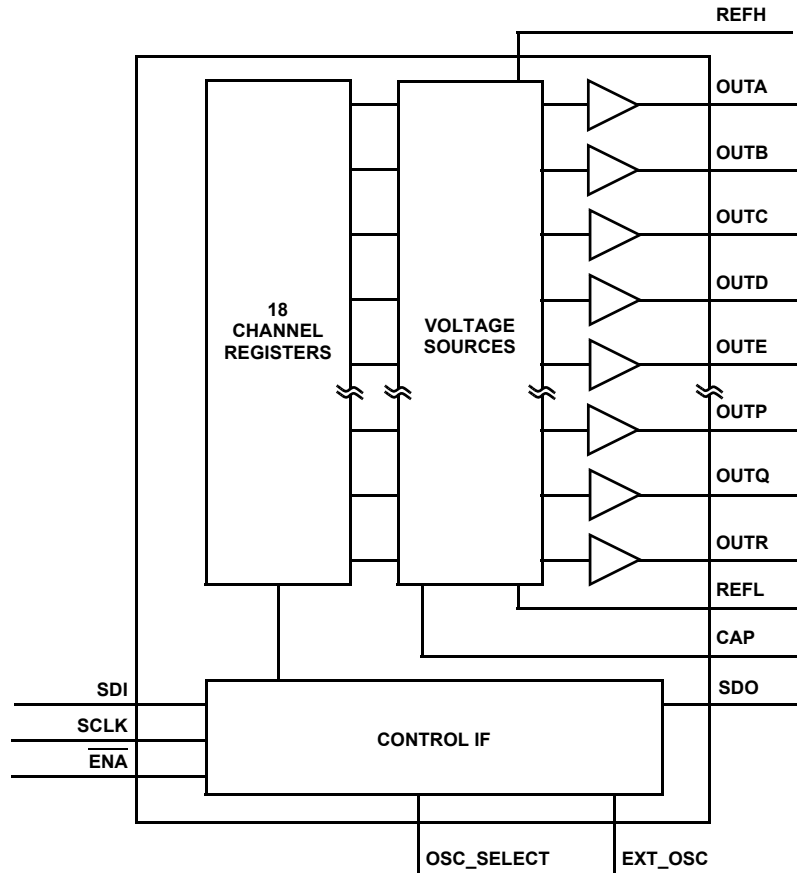 REFH
OUTA
OUTB
OUTC
OUTD
18
CHANNEL
REGISTERS
VOLTAGE
SOURCES
OUTE
OUTP
OUTQ
OUTR
REFL
CAP
SDI
SDO
SCLK
CONTROL IF
ENA
OSC_SELECT
EXT_OSC